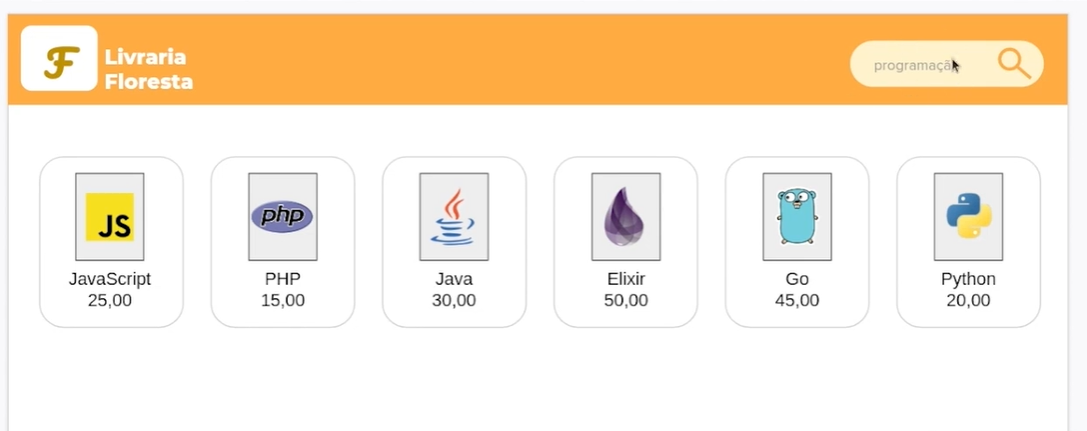 F
Livraria
Floresta
programação
JS
JavaScript
25,00
php
PHP
15,00
Java
30,00
Elixir
50,00
Go
45,00
Python
20,00